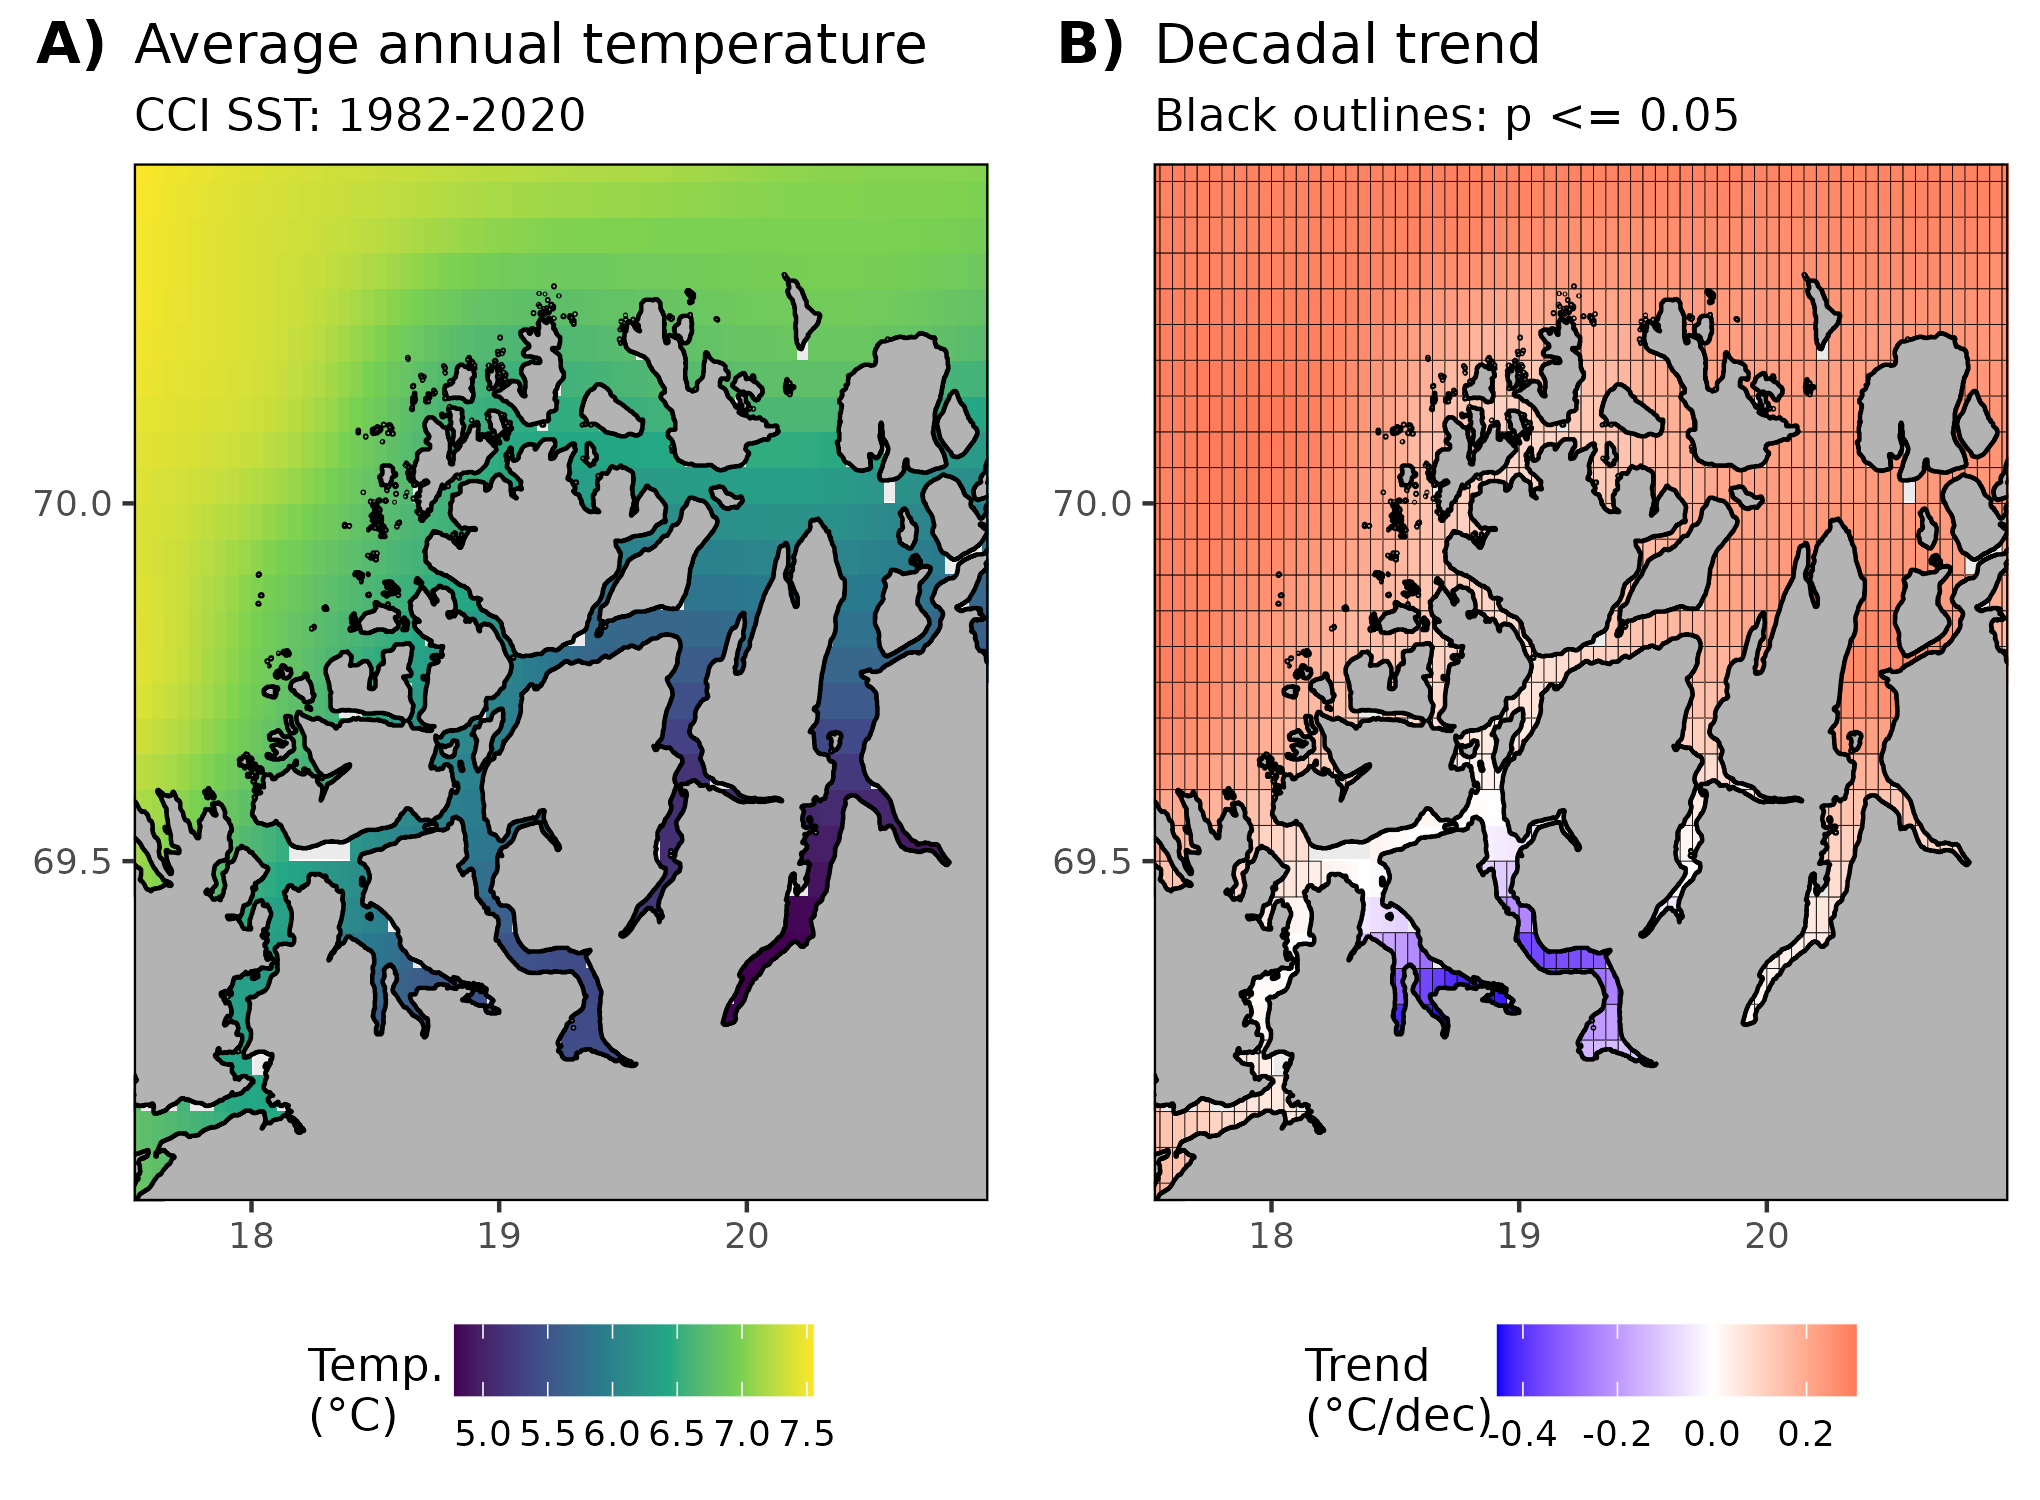 A) Average annual temperature
CCI SST: 1982-2020
70.0
69.5
18 19 20
Temp.
(°C)
5.0 5.5 6.0 6.5 7.0 7.5
B) Decadal trend
Black outlines: p <= 0.05
70.0
69.5
18 19 20
Trend
(°C/dec)
-0.4 -0.2 0.0 0.2